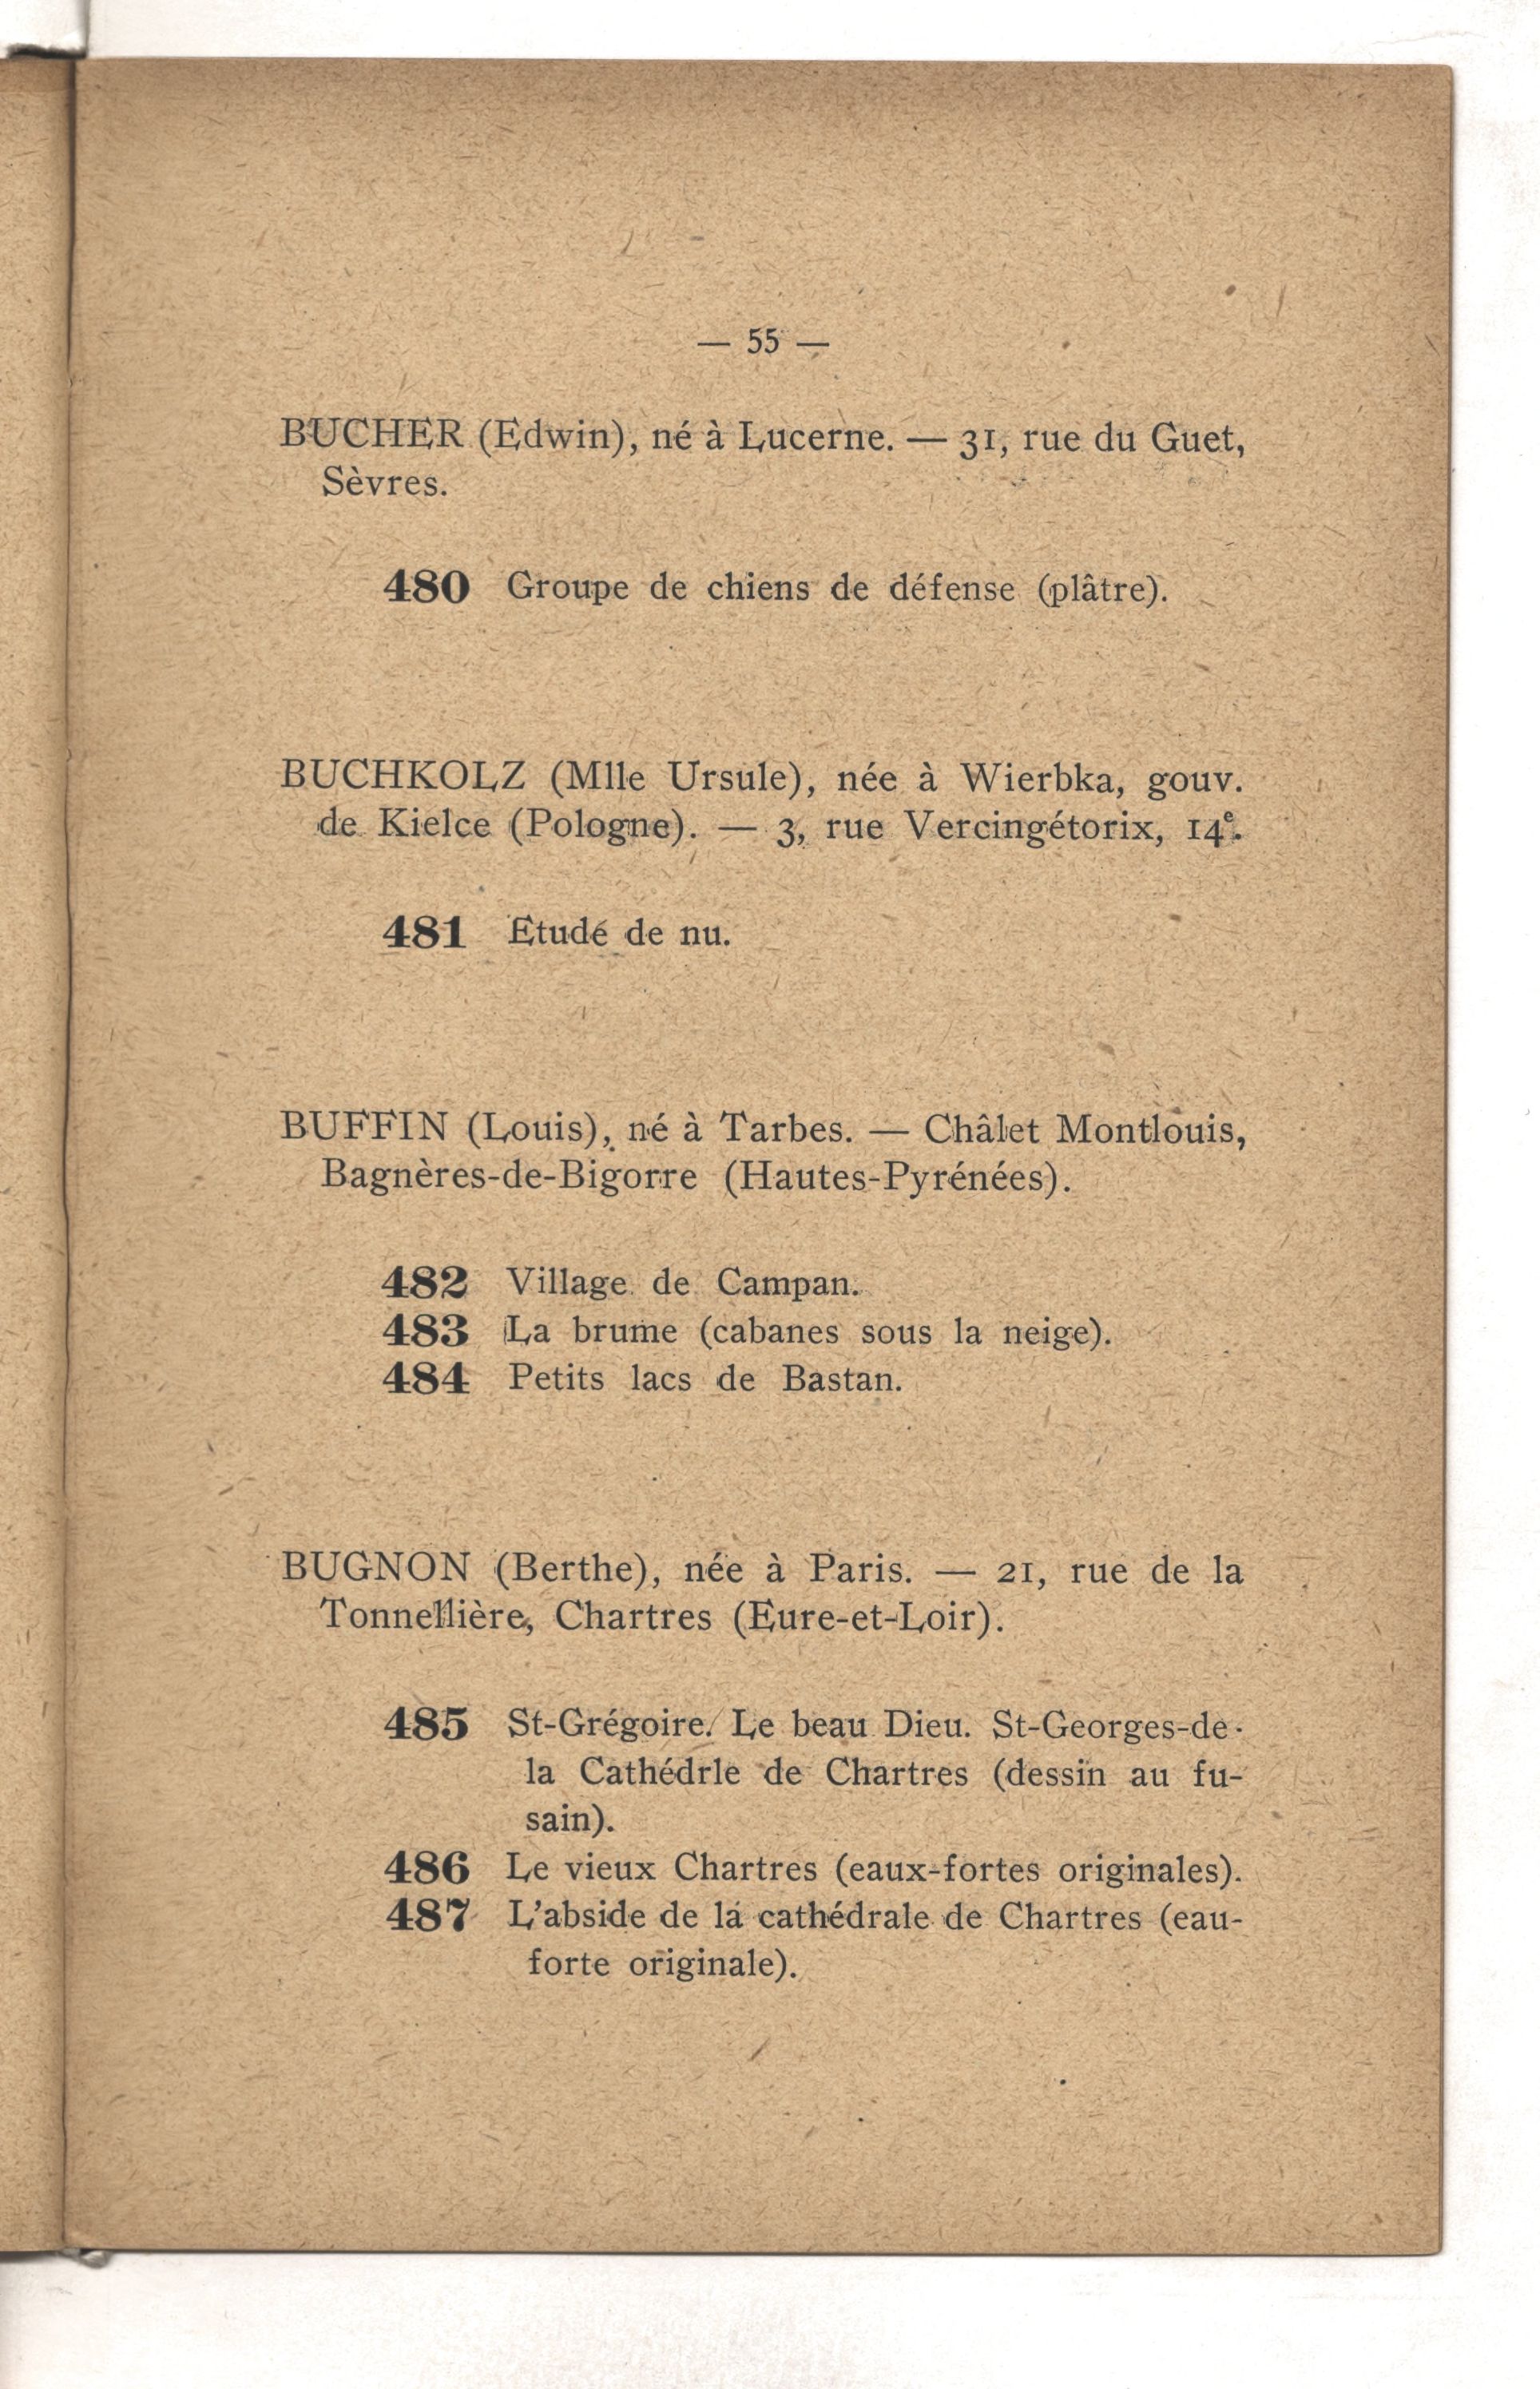 — 55 —
BUCHER (Edwin), né à Lucerne. — 31, rue du Guet,
Sèvres.
480 Groupe de chiens de défense (plâtre).
BUCHKOLZ (Mlle Ursule), née à Wierbka, gouv.
de Kielce (Pologne). — 3, rue Vercingétorix, 14e.
481 Etude de nu.
BUFFIN (Louis), né à Tarbes. — Châlet Montlouis,
Bagnères-de-Bigorre (Hautes-Pyrénées).
482 Village de Campan.
483 La brume (cabanes sous la neige).
484 Petits lacs de Bastan.
BUGNON (Berthe), née à Paris. — 21, rue de la
Tonnellière, Chartres (Eure-et-Loir).
485 St-Grégoire. Le beau Dieu. St-Georges-de-
la Cathédrle de Chartres (dessin au fu-
sain).
486 Le vieux Chartres (eaux-fortes originales).
487 L'abside de la cathédrale de Chartres (eau-
forte originale).